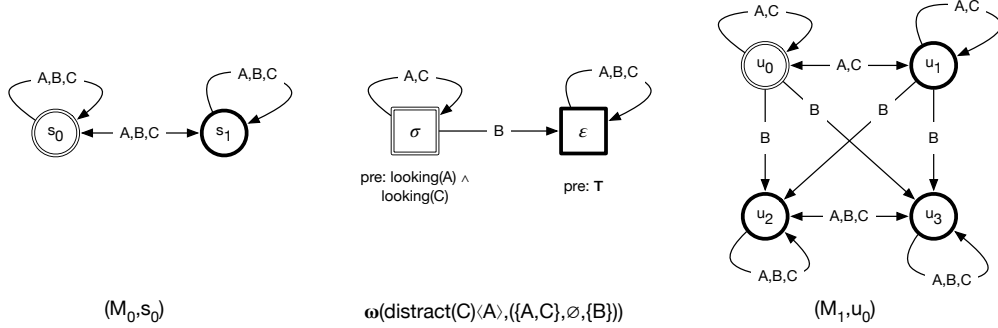 A,B,C
A,B,C
s0
A,B,C
s1
A,C
A,B,C
σ
B
ε
pre: looking(A) ∧
looking(C)
pre: T
A,C
A,C
u0
A,C
u1
B
B
B
B
u2
A,B,C
u3
A,B,C
A,B,C
(M0,s0)
ω(distract(C)⟨A⟩,({A,C},∅,{B}))
(M1,u0)